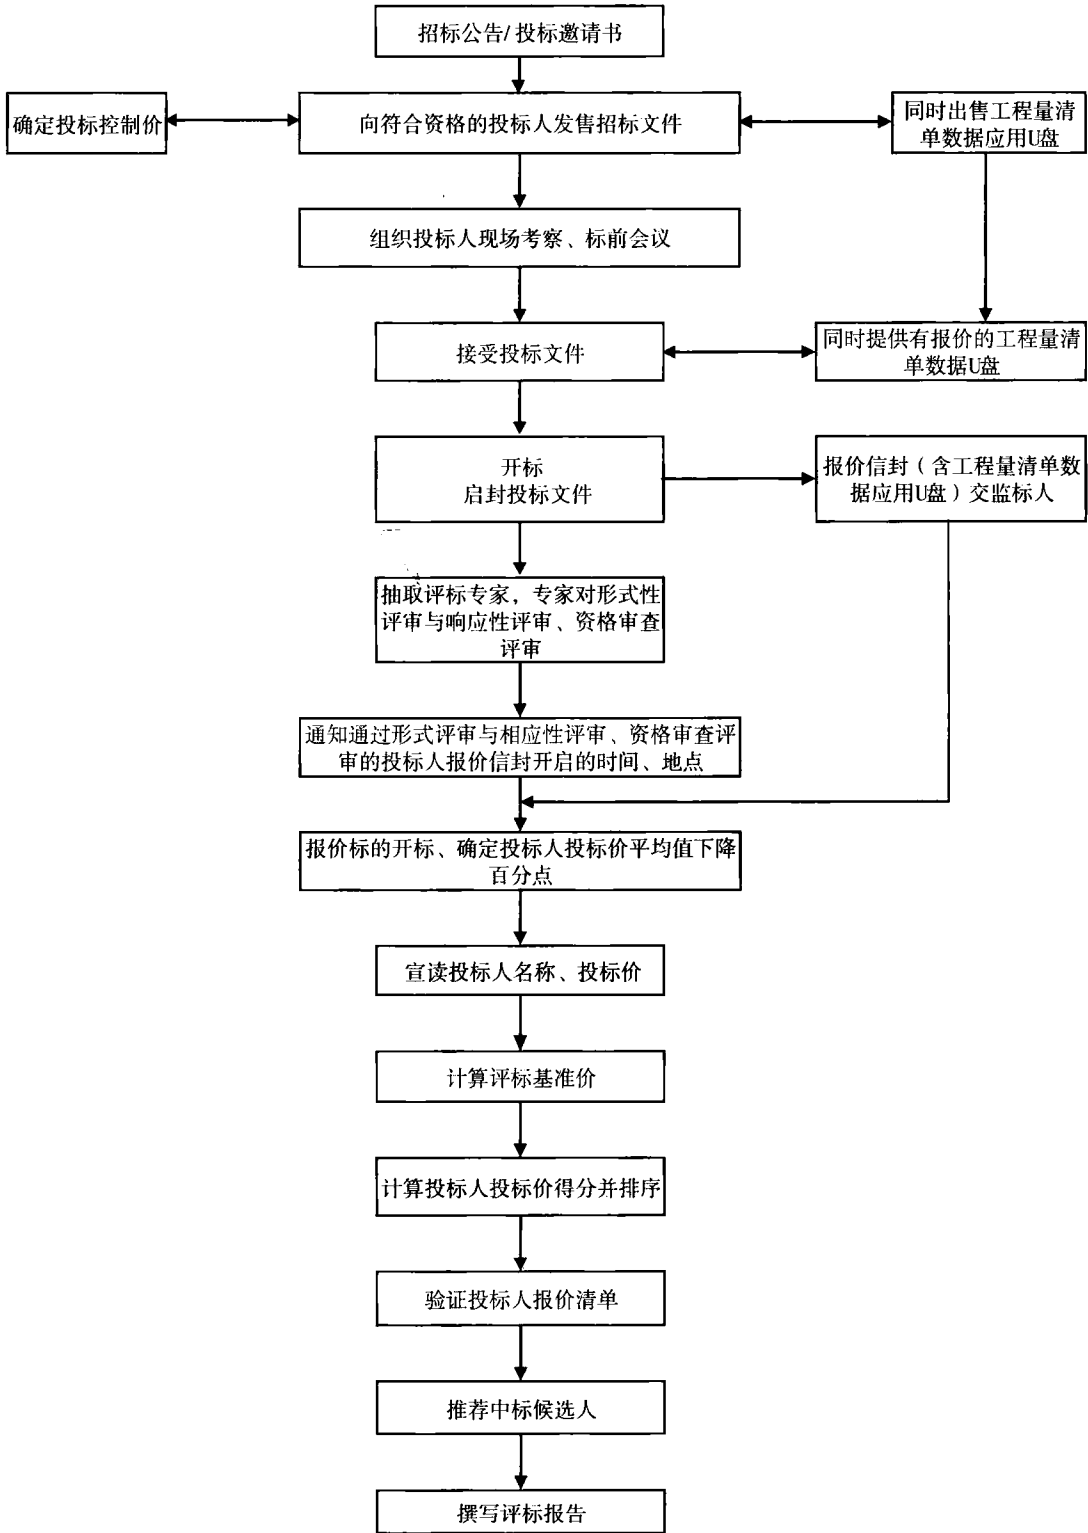 招标公告/投标邀请书
确定投标控制价
向符合资格的投标人发售招标文件
同时出售工程量清
单数据应用U盘
组织投标人现场考察、标前会议
接受投标文件
同时提供有报价的工程量清
单数据U盘
开标
启封投标文件
报价信封（含工程量清单数
据应用U盘）交监标人
抽取评标专家，专家对形式性
评审与响应性评审、资格审查
评审
通知通过形式评审与相应性评审、资格审查评
审的投标人报价信封开启的时间、地点
报价标的开标、确定投标人投标价平均值下降
百分点
宣读投标人名称、投标价
计算评标基准价
计算投标人投标价得分并排序
验证投标人报价清单
推荐中标候选人
撰写评标报告